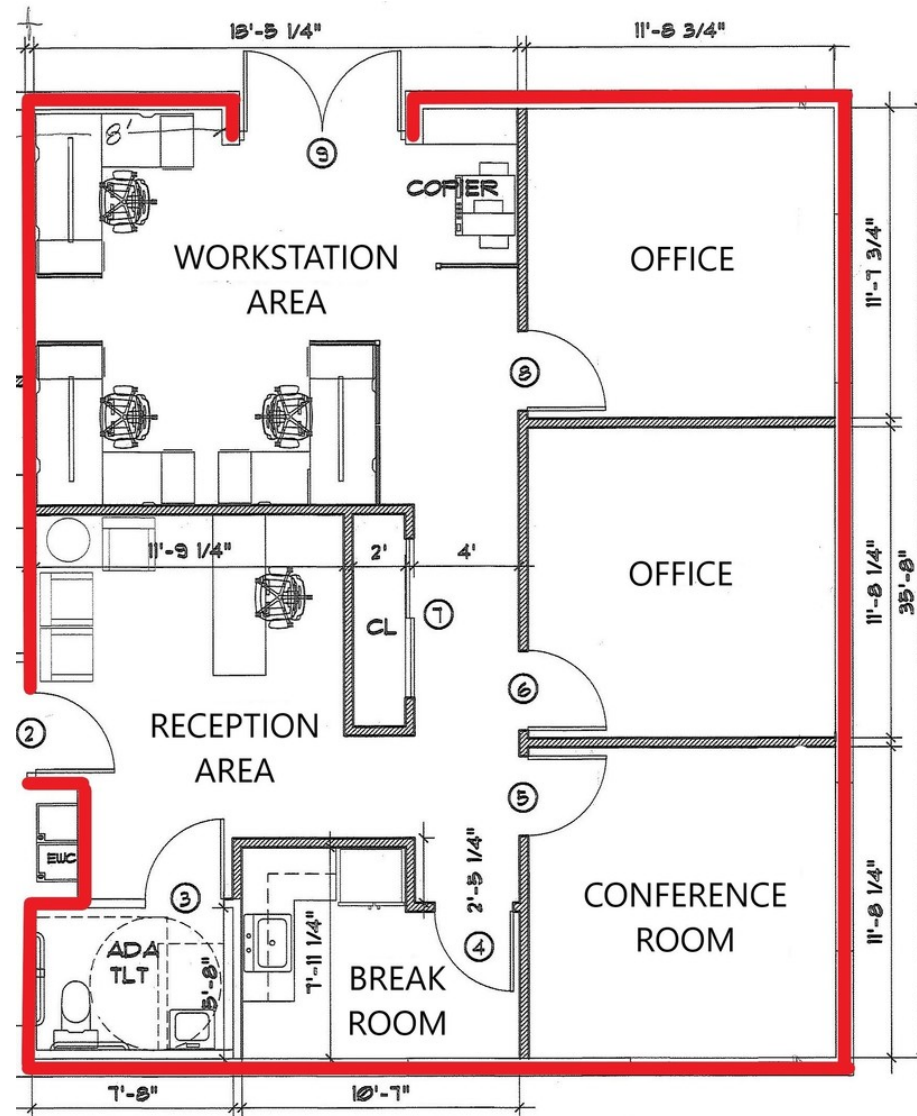 18'-5 1/4"
11'-8 3/4"
8'
9
COPIER
WORKSTATION
AREA
OFFICE
11'-7 3/4"
8
11'-9 1/4"
2'
4'
OFFICE
11'-8 1/4"
35'-8"
CL
7
6
2
RECEPTION
AREA
5
EWC
3
2'-5 1/4"
CONFERENCE
ROOM
11'-8 1/4"
ADA
TLT
5'-8"
7'-11 1/4"
4
BREAK
ROOM
7'-8"
10'-7"